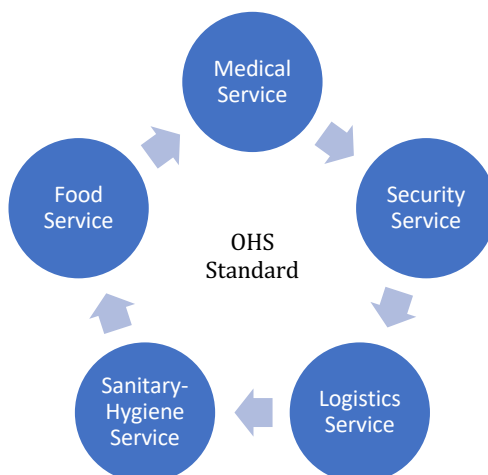 Medical
Service
Security
Service
Logistics
Service
Sanitary-
Hygiene
Service
Food
Service
OHS
Standard